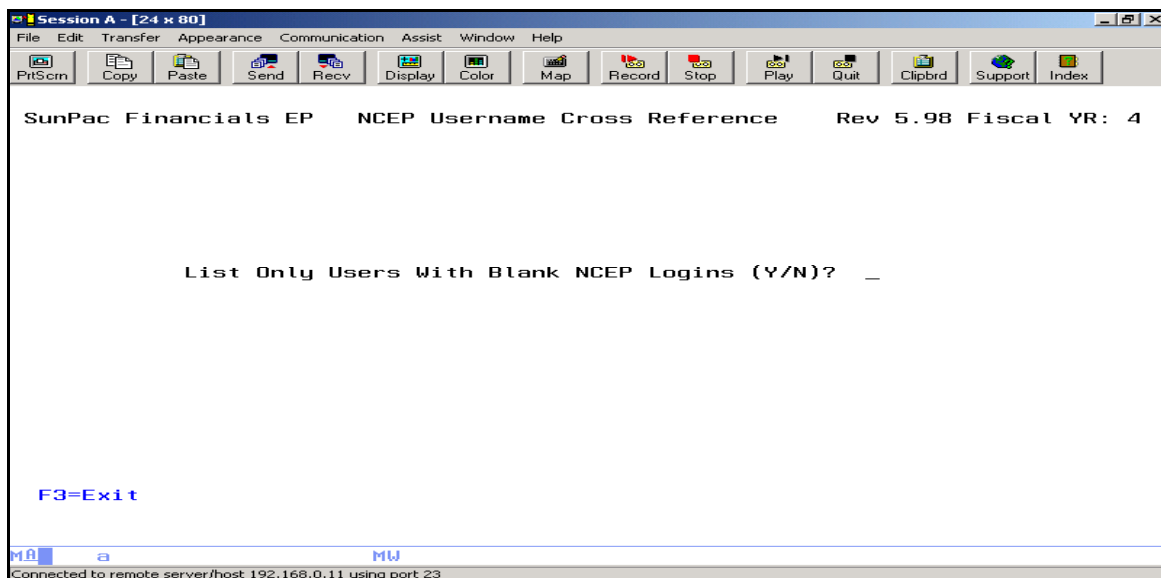 Session A - [24 x 80]
File Edit Transfer Appearance Communication Assist Window Help
PrtScrn Copy Paste Send Recv Display Color Map Record Stop Play Quit Clipbrd Support Index
SunPac Financials EP NCEP Username Cross Reference Rev 5.98 Fiscal YR: 4
List Only Users With Blank NCEP Logins (Y/N)? _
F3=Exit
MA a MW
Connected to remote server/host 192.168.0.11 using port 23